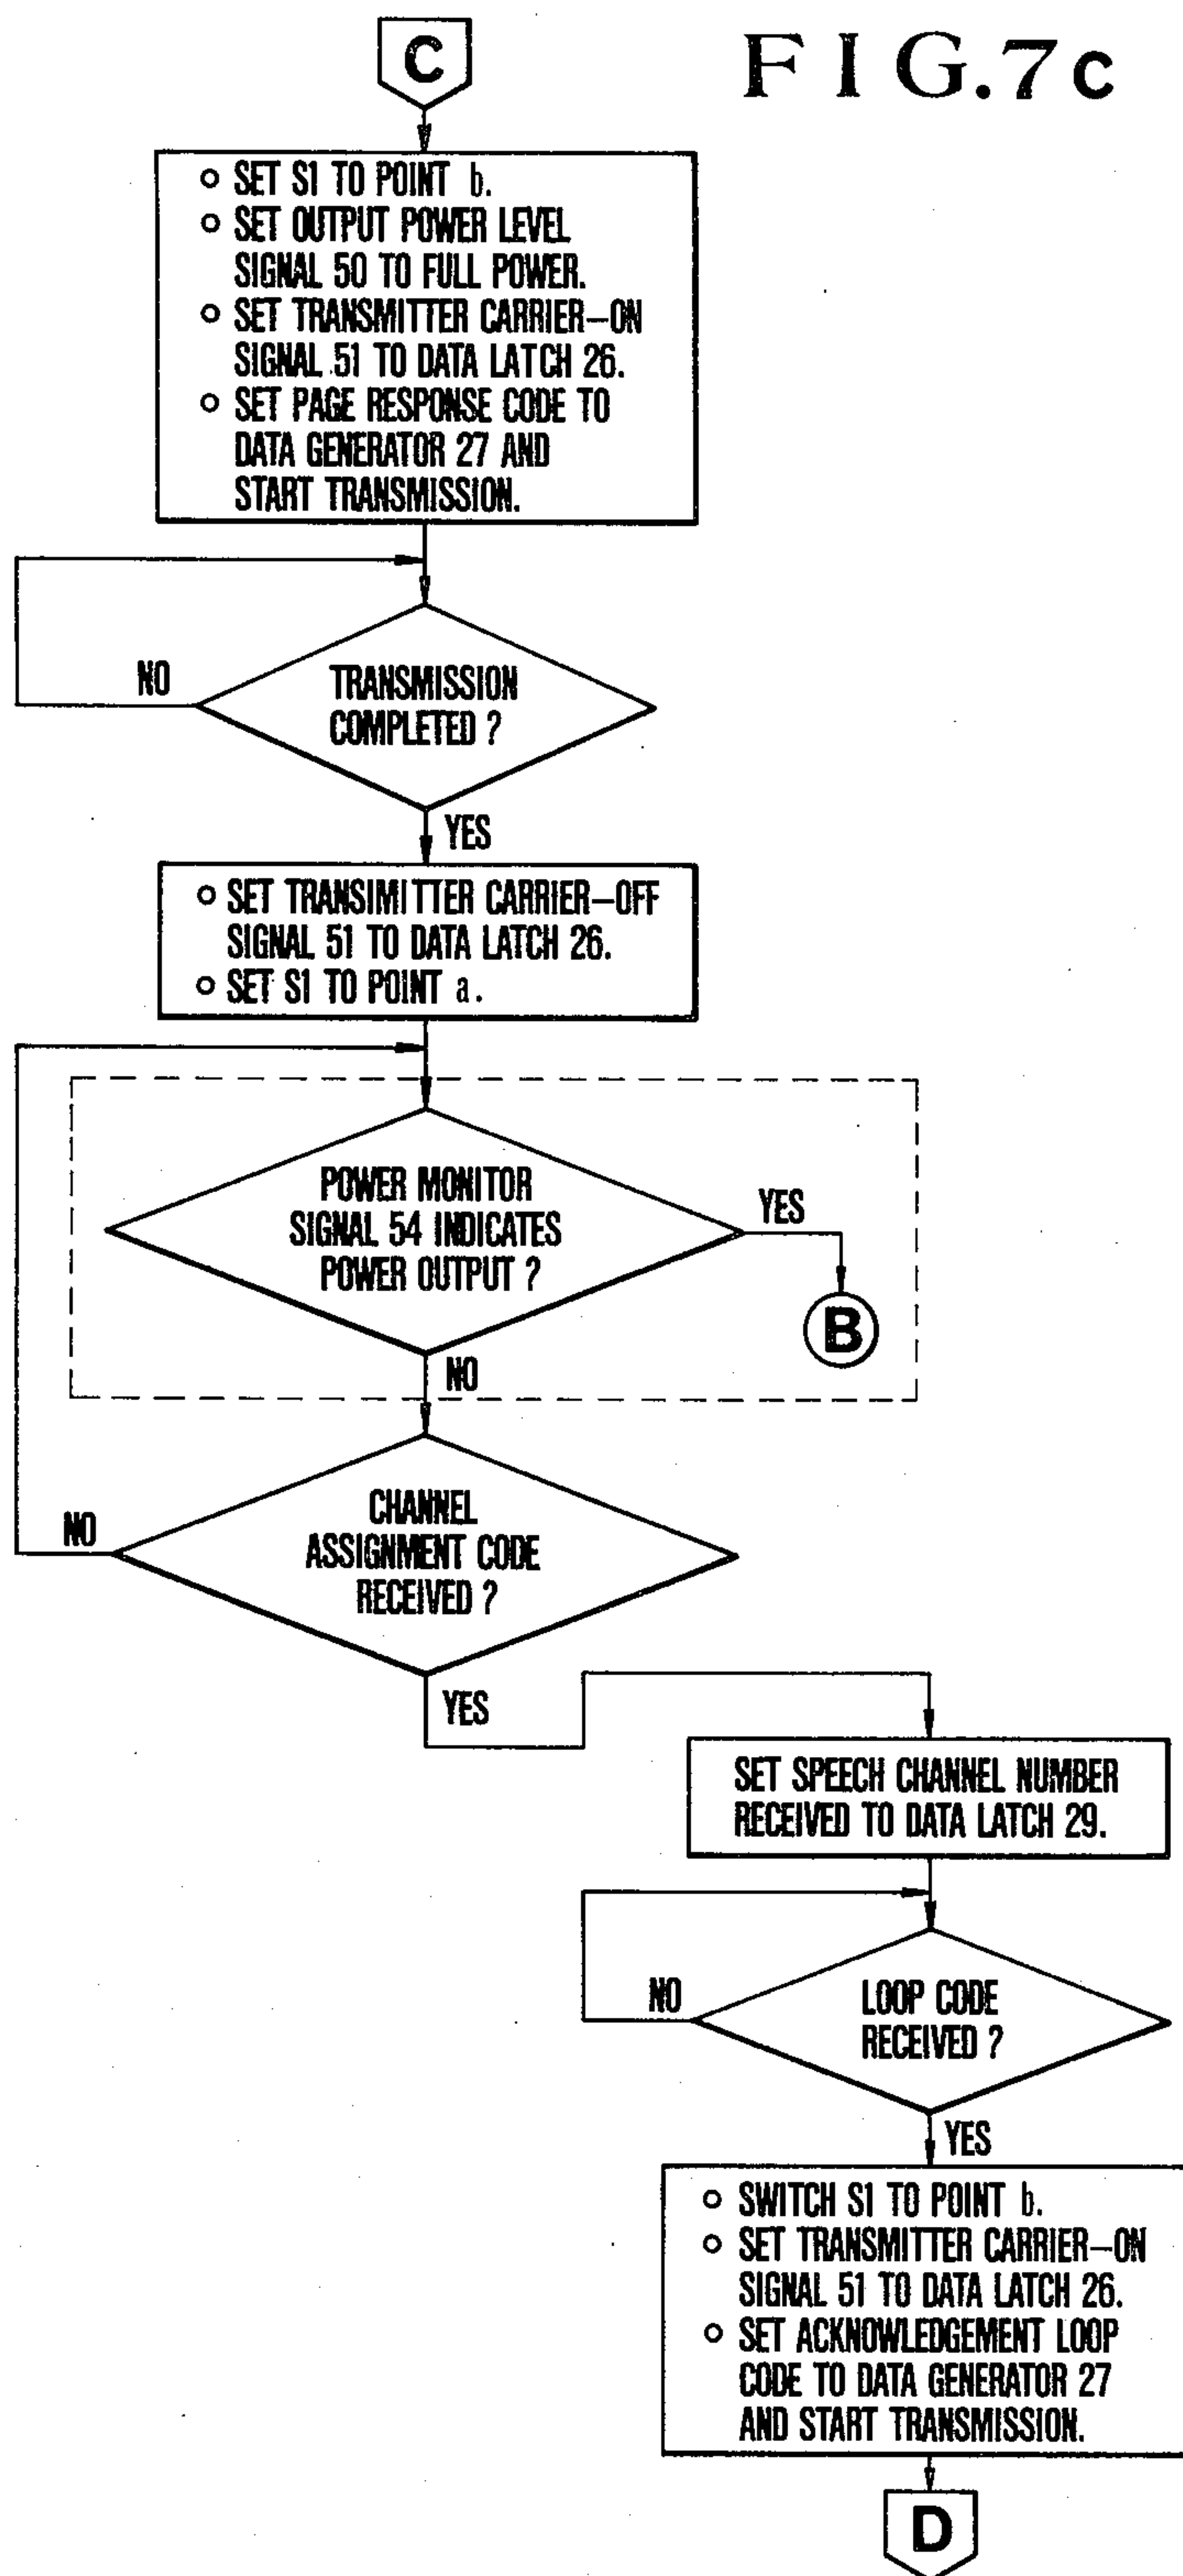 C
FIG.7c
○ SET S1 TO POINT b.
○ SET OUTPUT POWER LEVEL
SIGNAL 50 TO FULL POWER.
○ SET TRANSMITTER CARRIER–ON
SIGNAL 51 TO DATA LATCH 26.
○ SET PAGE RESPONSE CODE TO
DATA GENERATOR 27 AND
START TRANSMISSION.
NO
TRANSMISSION
COMPLETED ?
YES
○ SET TRANSIMITTER CARRIER–OFF
SIGNAL 51 TO DATA LATCH 26.
○ SET S1 TO POINT a.
POWER MONITOR
SIGNAL 54 INDICATES
POWER OUTPUT ?
YES
B
NO
CHANNEL
ASSIGNMENT CODE
RECEIVED ?
NO
YES
SET SPEECH CHANNEL NUMBER
RECEIVED TO DATA LATCH 29.
NO
LOOP CODE
RECEIVED ?
YES
○ SWITCH S1 TO POINT b.
○ SET TRANSMITTER CARRIER–ON
SIGNAL 51 TO DATA LATCH 26.
○ SET ACKNOWLEDGEMENT LOOP
CODE TO DATA GENERATOR 27
AND START TRANSMISSION.
D